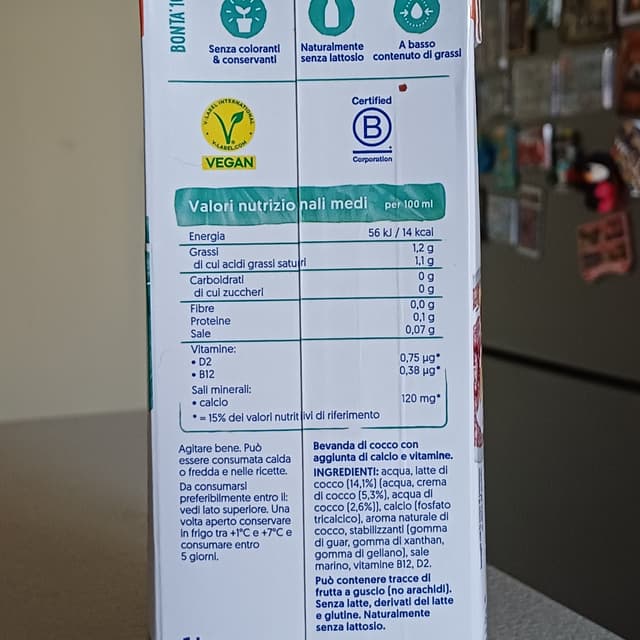 BONTÀ 10
Senza coloranti
& conservanti
Naturalmente
senza lattosio
A basso
contenuto di grassi
V-LABEL INTERNATIONAL
V-LABEL.COM
VEGAN
Certified
B
Corporation
Valori nutrizionali medi per 100 ml
Energia 56 kJ / 14 kcal
Grassi 1,2 g
di cui acidi grassi saturi 1,1 g
Carboidrati 0 g
di cui zuccheri 0 g
Fibre 0,0 g
Proteine 0,1 g
Sale 0,07 g
Vitamine:
• D2 0,75 µg*
• B12 0,38 µg*
Sali minerali:
• calcio 120 mg*
* = 15% dei valori nutritivi di riferimento
Agitare bene. Può
essere consumata calda
o fredda e nelle ricette.
Da consumarsi
preferibilmente entro il:
vedi lato superiore. Una
volta aperto conservare
in frigo tra +1°C e +7°C e
consumare entro
5 giorni.
Bevanda di cocco con
aggiunta di calcio e vitamine.
INGREDIENTI: acqua, latte di
cocco (14,1%) (acqua, crema
di cocco (5,3%), acqua di
cocco (2,6%)), calcio (fosfato
tricalcico), aroma naturale di
cocco, stabilizzanti (gomma
di guar, gomma di xanthan,
gomma di gellano), sale
marino, vitamine B12, D2.
Può contenere tracce di
frutta a guscio (no arachidi).
Senza latte, derivati del latte
e glutine. Naturalmente
senza lattosio.